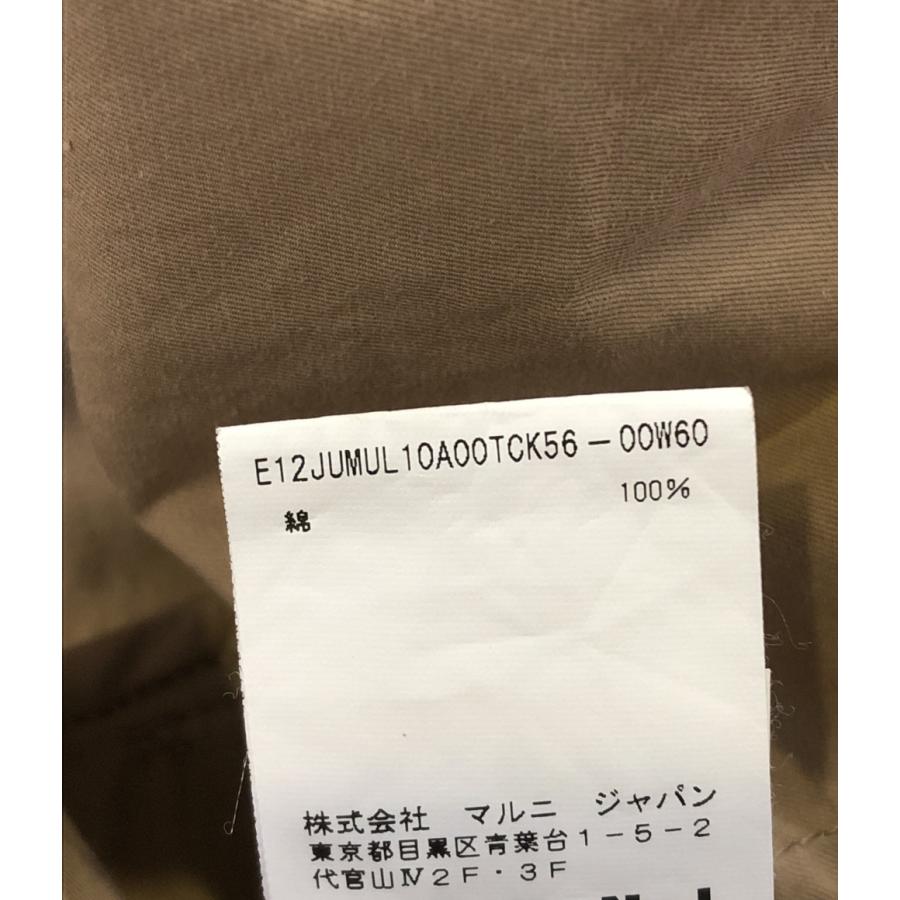 E12JUMUL10A00TCK56-00W60
綿 100%
株式会社 マルニ ジャパン
東京都目黒区青葉台1-5-2
代官山Ⅳ2F・3F